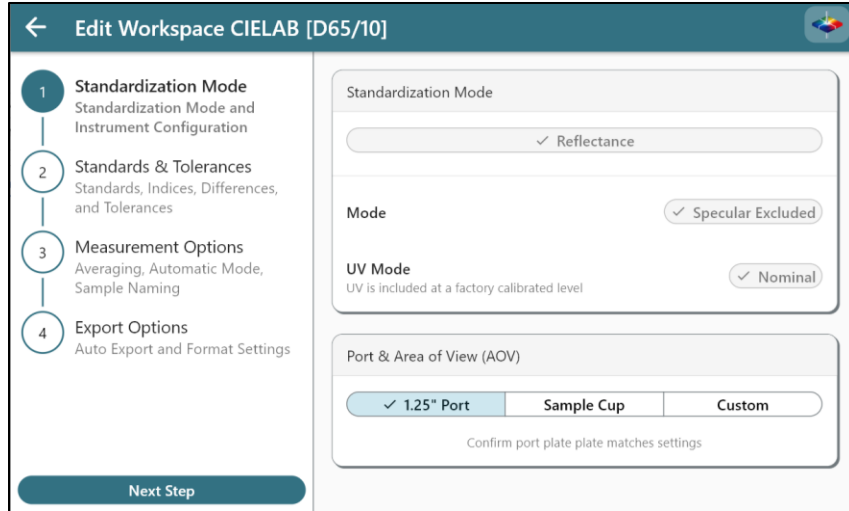 Edit Workspace CIELAB [D65/10]
1
Standardization Mode
Standardization Mode and
Instrument Configuration
2
Standards & Tolerances
Standards, Indices, Differences,
and Tolerances
3
Measurement Options
Averaging, Automatic Mode,
Sample Naming
4
Export Options
Auto Export and Format Settings
Next Step
Standardization Mode
Reflectance
Mode
Specular Excluded
UV Mode
UV is included at a factory calibrated level
Nominal
Port & Area of View (AOV)
1.25" Port
Sample Cup
Custom
Confirm port plate plate matches settings